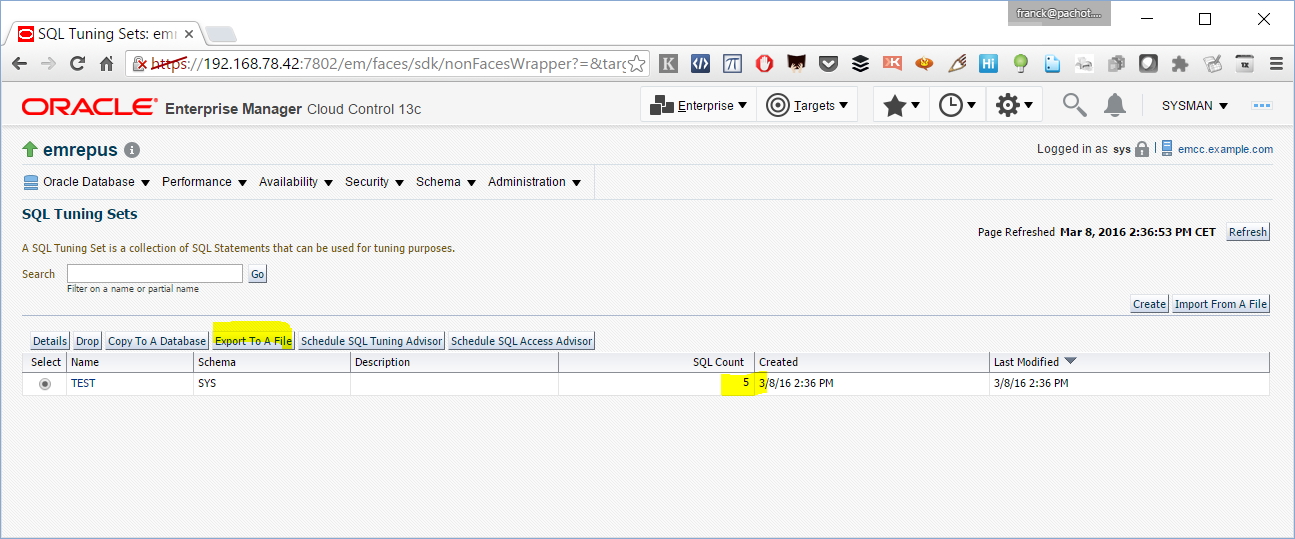 franck@pachot....
SQL Tuning Sets: em
https://192.168.78.42:7802/em/faces/sdk/nonFacesWrapper?=&targ
ORACLE Enterprise Manager Cloud Control 13c Enterprise Targets SYSMAN
emrepus Logged in as sys | emcc.example.com
Oracle Database Performance Availability Security Schema Administration
SQL Tuning Sets
Page Refreshed Mar 8, 2016 2:36:53 PM CET Refresh
A SQL Tuning Set is a collection of SQL Statements that can be used for tuning purposes.
Search Go
Filter on a name or partial name
Create Import From A File
Details Drop Copy To A Database Export To A File Schedule SQL Tuning Advisor Schedule SQL Access Advisor
Select Name Schema Description SQL Count Created Last Modified
TEST SYS 5 3/8/16 2:36 PM 3/8/16 2:36 PM